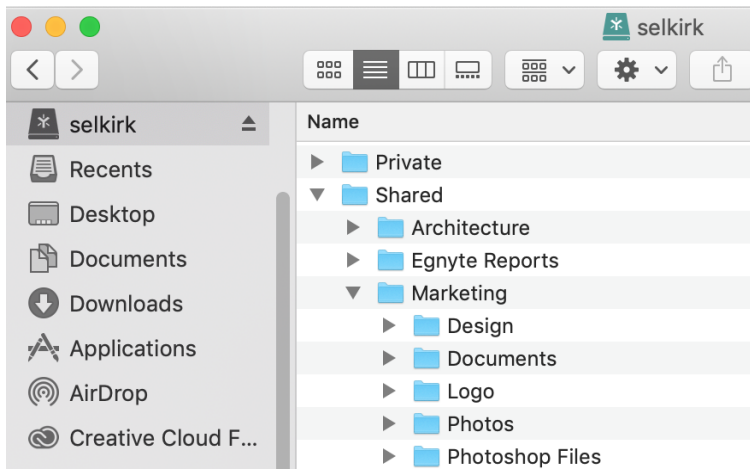 selkirk
selkirk
Recents
Desktop
Documents
Downloads
Applications
AirDrop
Creative Cloud F...
Name
Private
Shared
Architecture
Egnyte Reports
Marketing
Design
Documents
Logo
Photos
Photoshop Files